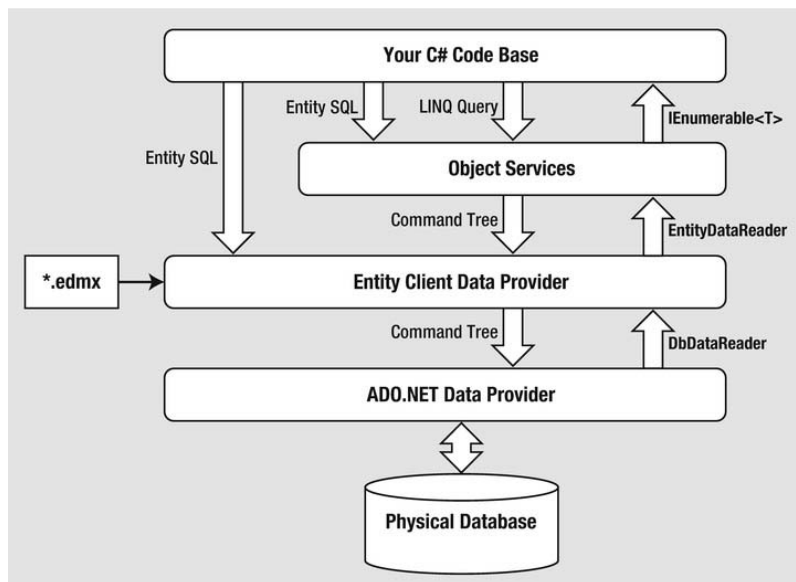 Your C# Code Base
Entity SQL
LINQ Query
IEnumerable<T>
Entity SQL
Object Services
Command Tree
EntityDataReader
*.edmx
Entity Client Data Provider
Command Tree
DbDataReader
ADO.NET Data Provider
Physical Database